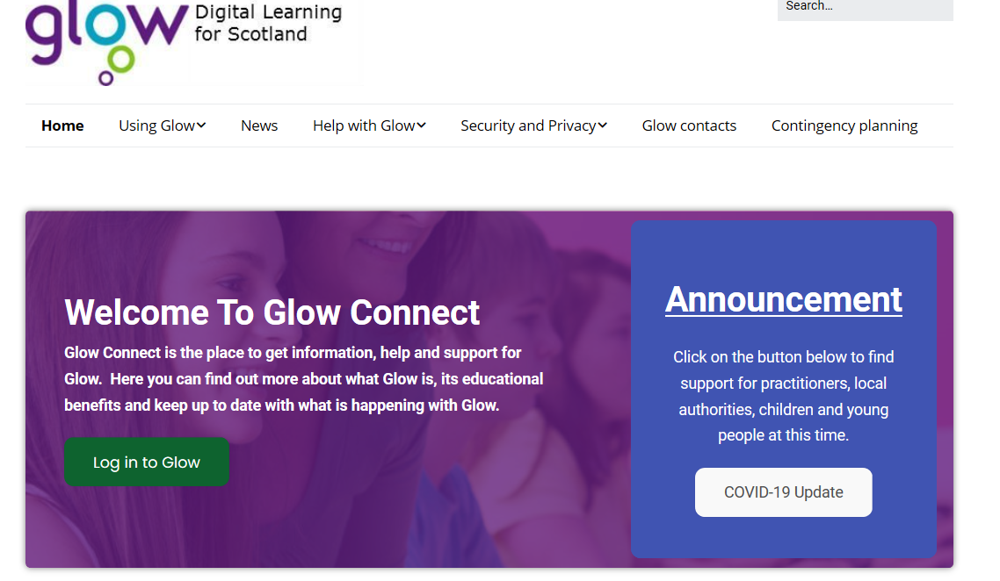 glow
Digital Learning
for Scotland
Search...
Home
Using Glow
News
Help with Glow
Security and Privacy
Glow contacts
Contingency planning
Welcome To Glow Connect
Glow Connect is the place to get information, help and support for
Glow.  Here you can find out more about what Glow is, its educational
benefits and keep up to date with what is happening with Glow.
Log in to Glow
Announcement
Click on the button below to find
support for practitioners, local
authorities, children and young
people at this time.
COVID-19 Update